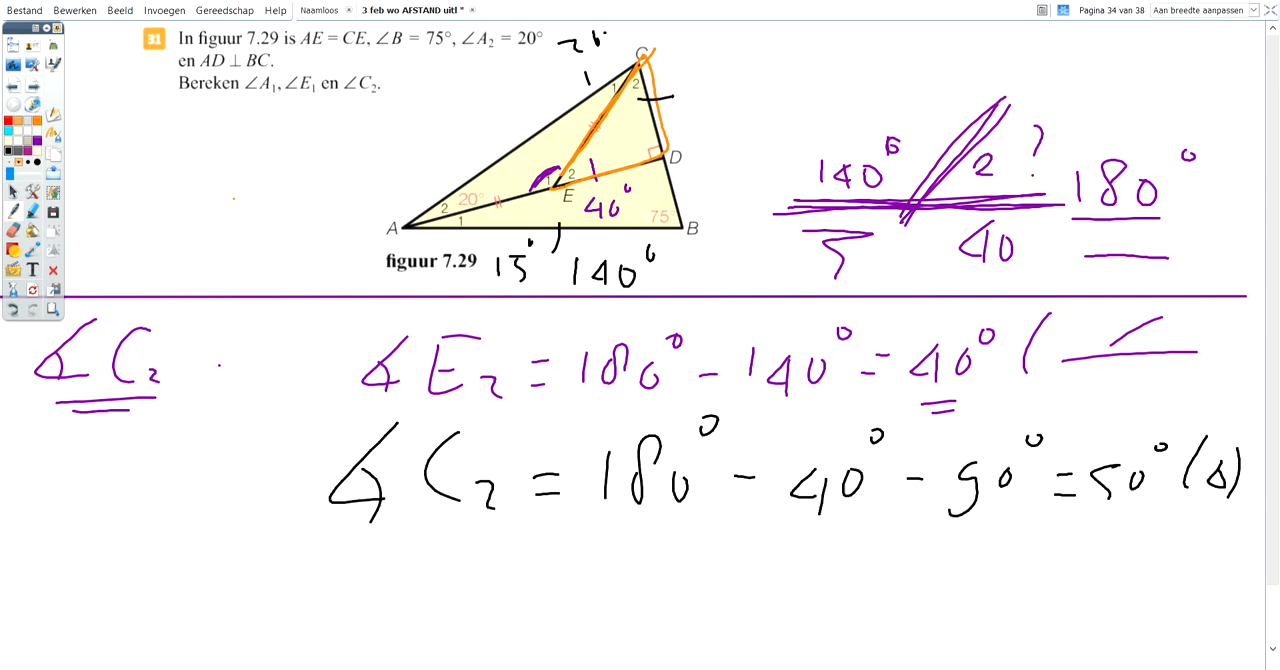 Bestand Bewerken Beeld Invoegen Gereedschap Help Naamloos 3 feb wo AFSTAND uitl * Pagina 34 van 38 Aan breedte aanpassen
31 In figuur 7.29 is AE = CE, ∠B = 75°, ∠A₂ = 20°
en AD ⊥ BC.
Bereken ∠A₁, ∠E₁ en ∠C₂.
20°
C
1 2
D
1 2
E
20°
2
1
A
75°
B
40°
figuur 7.29
15° 140°
140° 2 ? 180°
40
∡ C₂
∡ E₂ = 180° - 140° = 40° (
∡ C₂ = 180° - 40° - 90° = 50° (Δ)
T